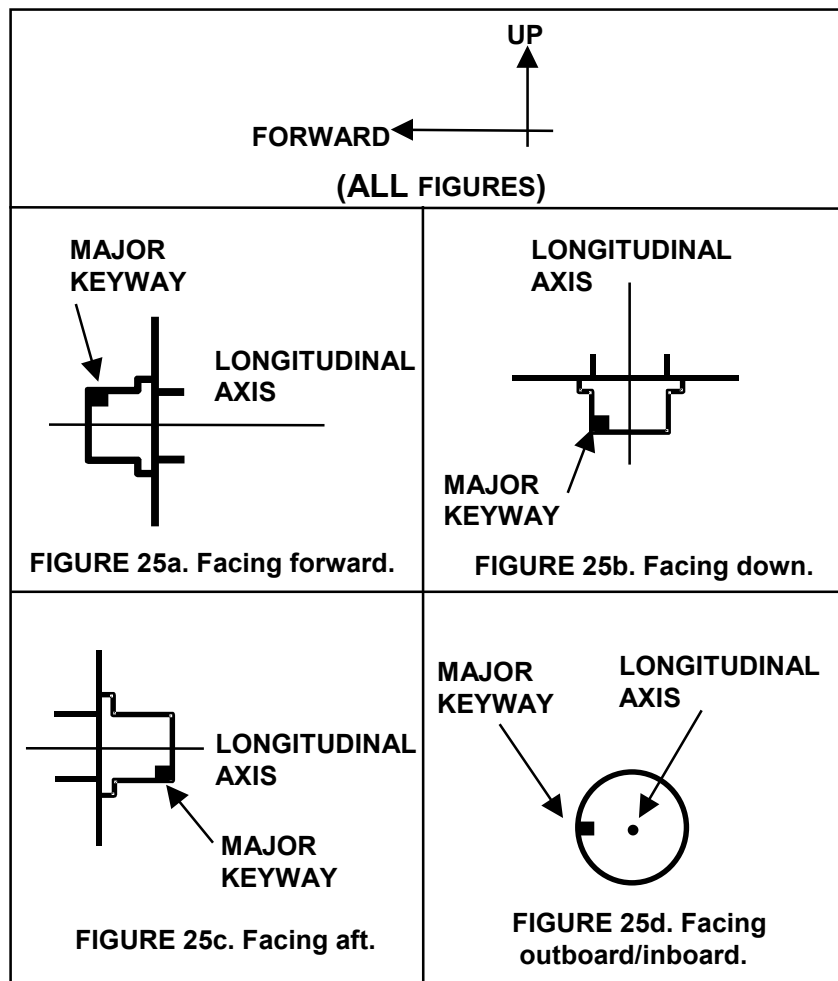 UP
FORWARD
(ALL FIGURES)
MAJOR
KEYWAY
LONGITUDINAL
AXIS
FIGURE 25a. Facing forward.
LONGITUDINAL
AXIS
MAJOR
KEYWAY
FIGURE 25b. Facing down.
LONGITUDINAL
AXIS
MAJOR
KEYWAY
FIGURE 25c. Facing aft.
MAJOR
KEYWAY
LONGITUDINAL
AXIS
FIGURE 25d. Facing
outboard/inboard.